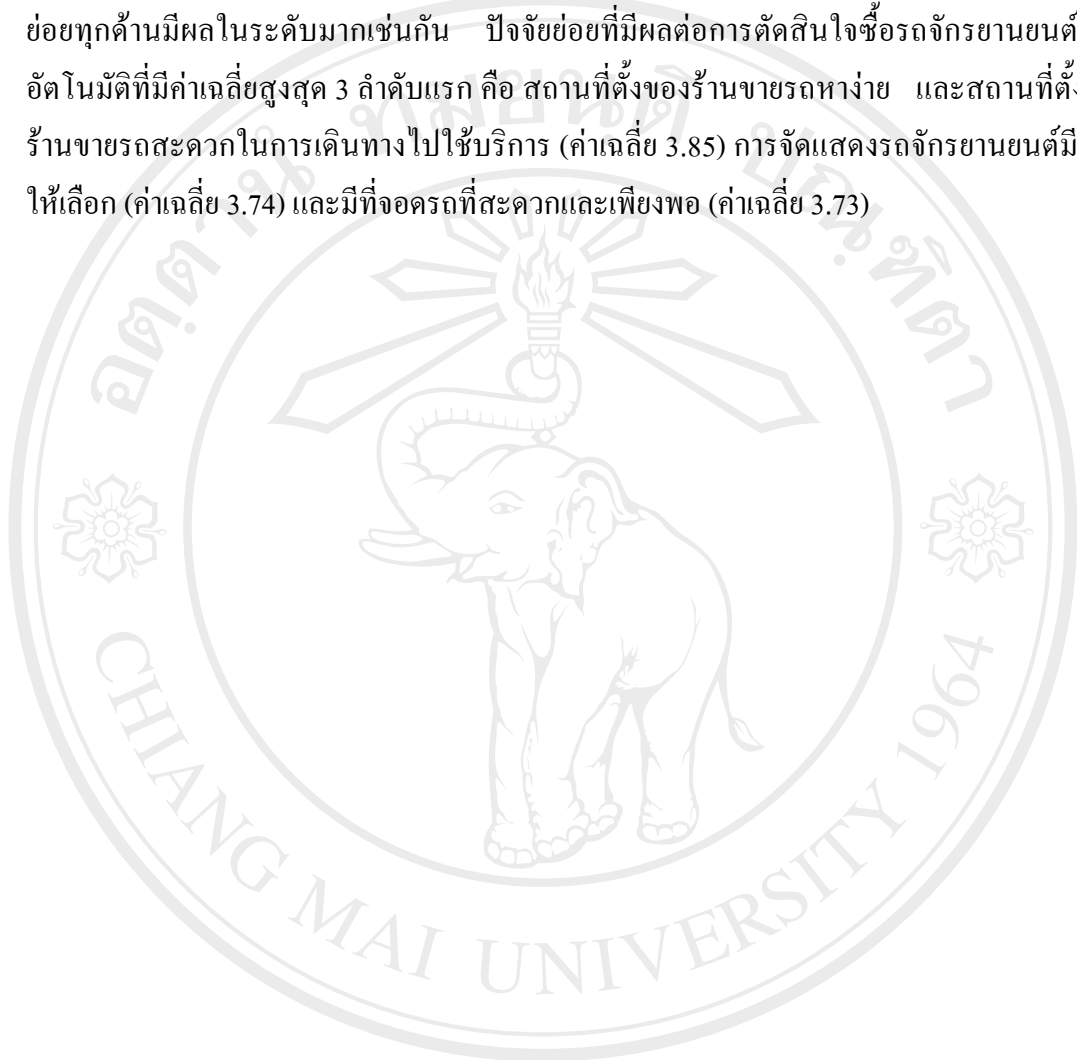 ย่อยทุกด้านมีผลในระดับมากเช่นกัน ปัจจัยย่อยที่มีผลต่อการตัดสินใจซื้อรถจักรยานยนต์
อัตโนมัติที่มีค่าเฉลี่ยสูงสุด 3 ลำดับแรก คือ สถานที่ตั้งของร้านขายรถหาง่าย และสถานที่ตั้ง
ร้านขายรถสะดวกในการเดินทางไปใช้บริการ (ค่าเฉลี่ย 3.85) การจัดแสดงรถจักรยานยนต์มี
ให้เลือก (ค่าเฉลี่ย 3.74) และมีที่จอดรถที่สะดวกและเพียงพอ (ค่าเฉลี่ย 3.73)
CHIANG MAI UNIVERSITY 1964